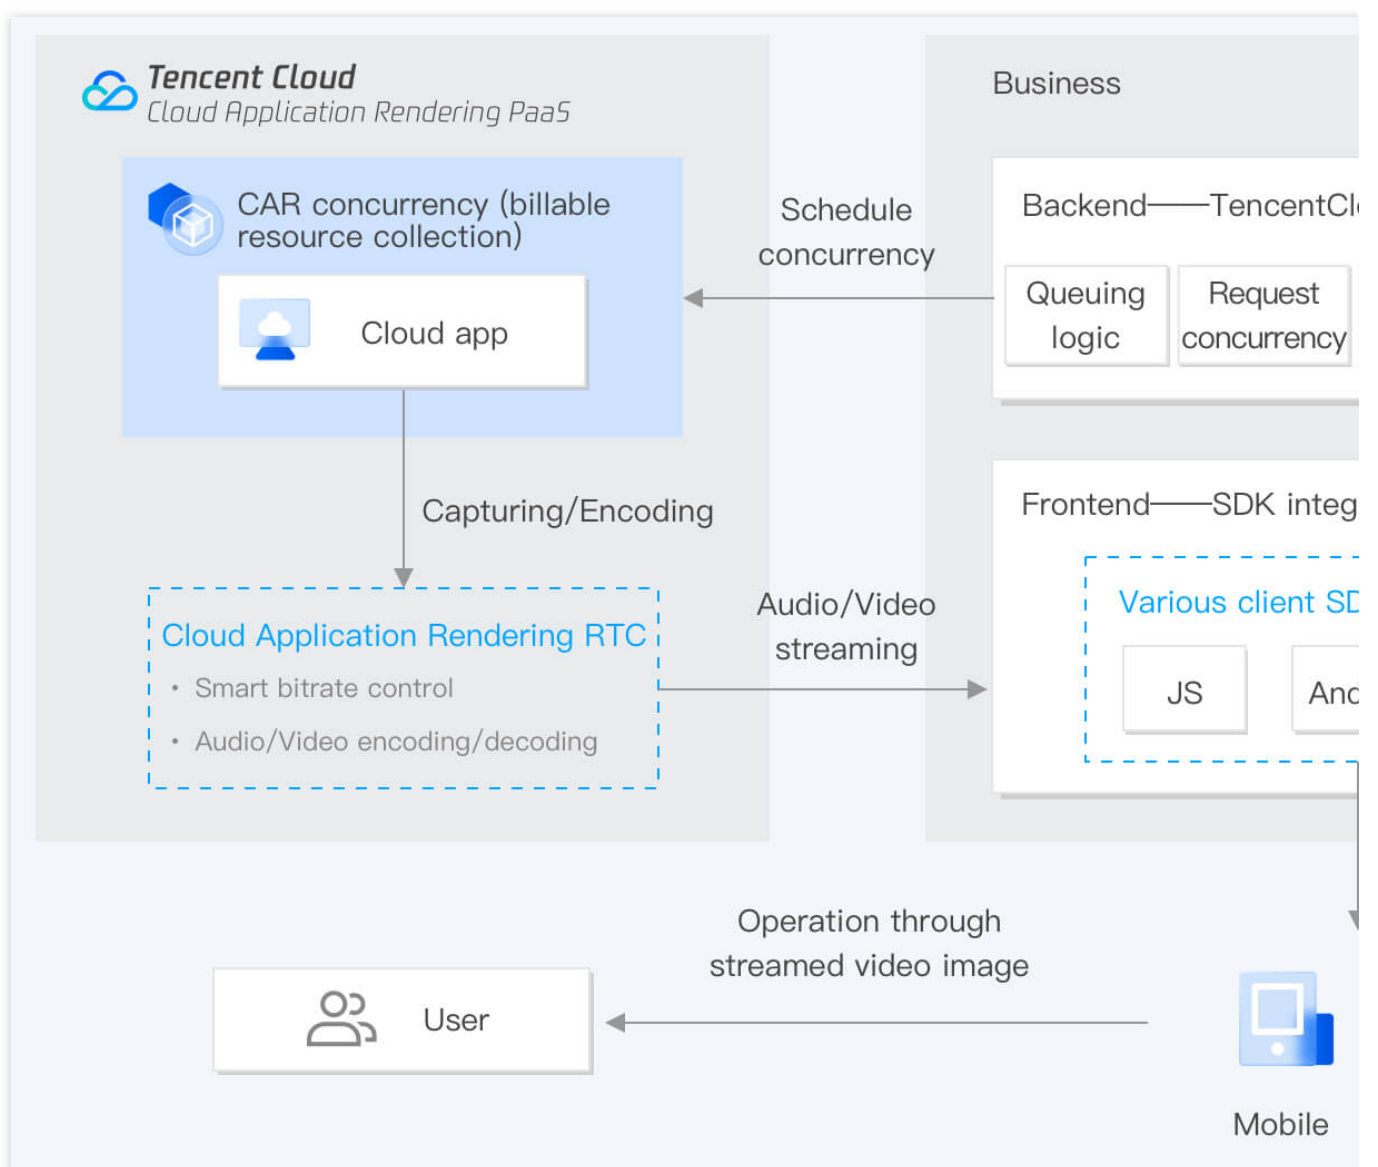 Tencent Cloud
Cloud Application Rendering PaaS
CAR concurrency (billable
resource collection)
Cloud app
Capturing/Encoding
Cloud Application Rendering RTC
• Smart bitrate control
• Audio/Video encoding/decoding
Schedule
concurrency
Audio/Video
streaming
Business
Backend——TencentCl
Queuing
logic
Request
concurrency
Frontend——SDK integ
Various client SD
JS
And
Operation through
streamed video image
User
Mobile